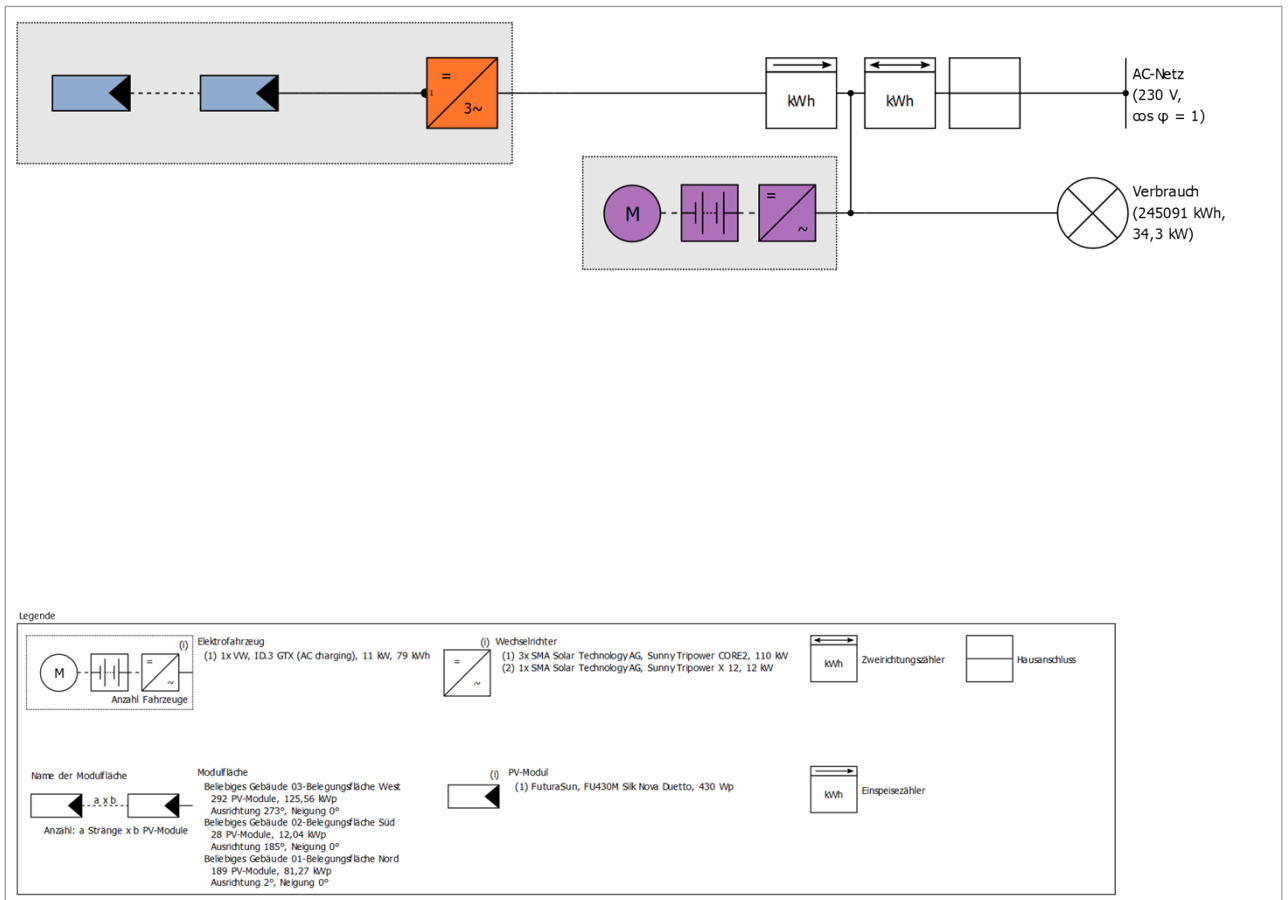 =
1
3~
kWh
kWh
AC-Netz
(230 V,
cos φ = 1)
M
=
~
Verbrauch
(245091 kWh,
34,3 kW)
Legende
(i)
Elektrofahrzeug
(1) 1x VW, ID.3 GTX (AC charging), 11 kW, 79 kWh
M
=
~
Anzahl Fahrzeuge
(i) Wechselrichter
(1) 3x SMA Solar Technology AG, Sunny Tripower CORE2, 110 kW
(2) 1x SMA Solar Technology AG, Sunny Tripower X 12, 12 kW
=
~
kWh
Zweirichtungszähler
Hausanschluss
Name der Modulfläche
a x b
Anzahl: a Stränge x b PV-Module
Modulfläche
Beliebiges Gebäude 03-Belegungsfläche West
292 PV-Module, 125,56 kWp
Ausrichtung 273°, Neigung 0°
Beliebiges Gebäude 02-Belegungsfläche Süd
28 PV-Module, 12,04 kWp
Ausrichtung 185°, Neigung 0°
Beliebiges Gebäude 01-Belegungsfläche Nord
189 PV-Module, 81,27 kWp
Ausrichtung 2°, Neigung 0°
(i) PV-Modul
(1) FuturaSun, FU430M Silk Nova Duetto, 430 Wp
kWh
Einspeisezähler